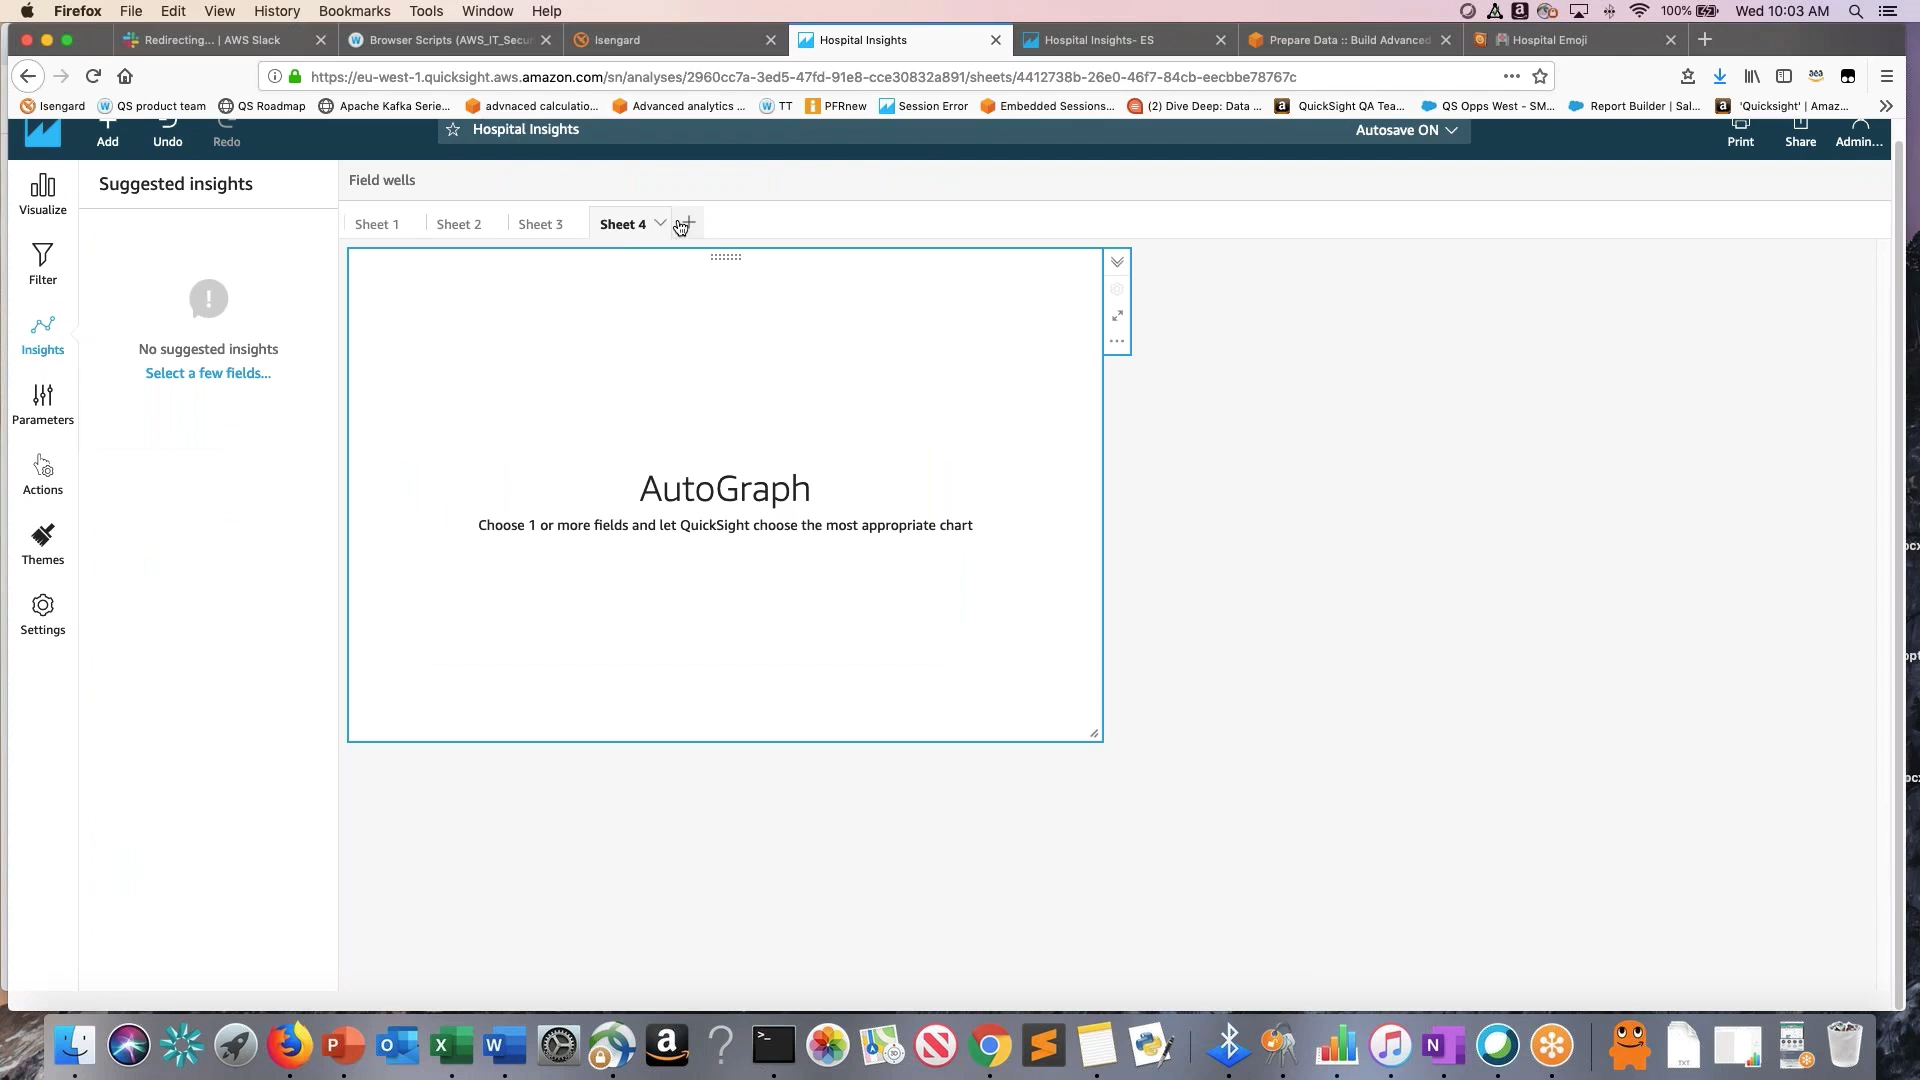 Firefox File Edit View History Bookmarks Tools Window Help 100% Wed 10:03 AM
Redirecting... | AWS Slack Browser Scripts (AWS_IT_Secur Isengard Hospital Insights Hospital Insights- ES Prepare Data :: Build Advanced Hospital Emoji
https://eu-west-1.quicksight.aws.amazon.com/sn/analyses/2960cc7a-3ed5-47fd-91e8-cce30832a891/sheets/4412738b-26e0-46f7-84cb-eecbbe78767c
Isengard QS product team QS Roadmap Apache Kafka Serie... advnaced calculatio... Advanced analytics ... TT PFRnew Session Error Embedded Sessions... (2) Dive Deep: Data ... QuickSight QA Tea... QS Opps West - SM... Report Builder | Sal... 'Quicksight' | Amaz...
Add Undo Redo Hospital Insights Autosave ON Print Share Admin...
Visualize
Filter
Insights
Parameters
Actions
Themes
Settings
Suggested insights
No suggested insights
Select a few fields...
Field wells
Sheet 1 Sheet 2 Sheet 3 Sheet 4
AutoGraph
Choose 1 or more fields and let QuickSight choose the most appropriate chart